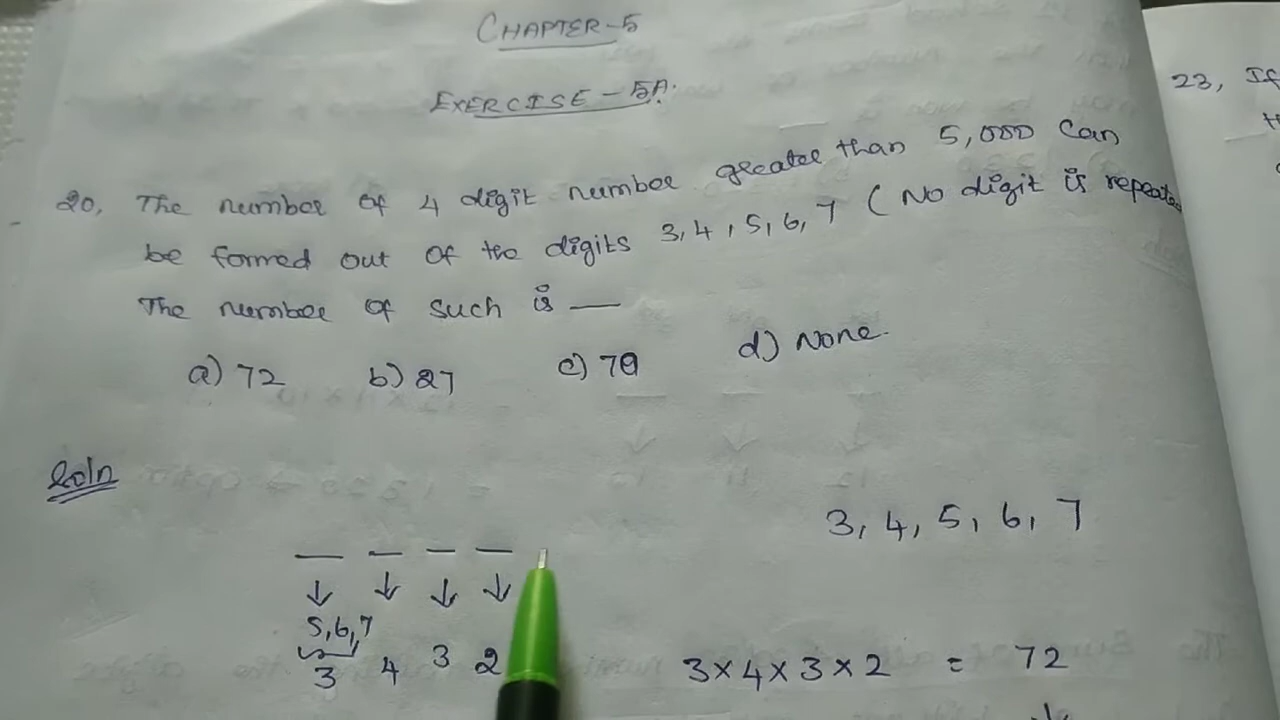 CHAPTER-5
EXERCISE-5A.
20, The number of 4 digit number greater than 5,000 can
be formed out of the digits 3,4,5,6,7 (No digit is repeated
The number of such is —
a) 72 b) 27 c) 70 d) None.
Soln
3, 4, 5, 6, 7
— — — —
↓ ↓ ↓ ↓
5,6,7
3 4 3 2 3×4×3×2 = 72
23, If